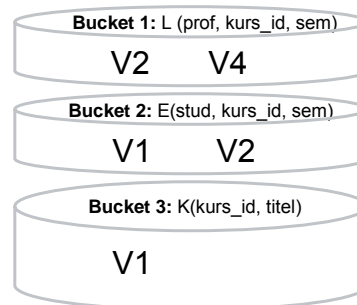 Bucket 1: L (prof, kurs_id, sem)
V2 V4
Bucket 2: E(stud, kurs_id, sem)
V1 V2
Bucket 3: K(kurs_id, titel)
V1